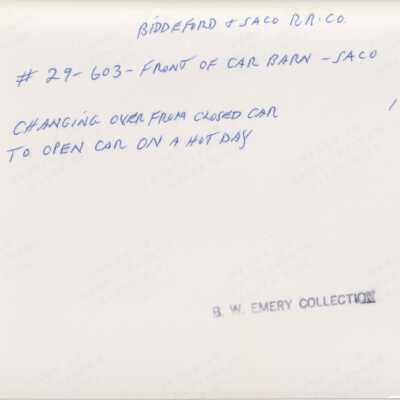 BIDDEFORD + SACO R.R. CO.
# 29-603- FRONT OF CAR BARN - SACO
CHANGING OVER FROM CLOSED CAR
TO OPEN CAR ON A HOT DAY
B. W. EMERY COLLECTION